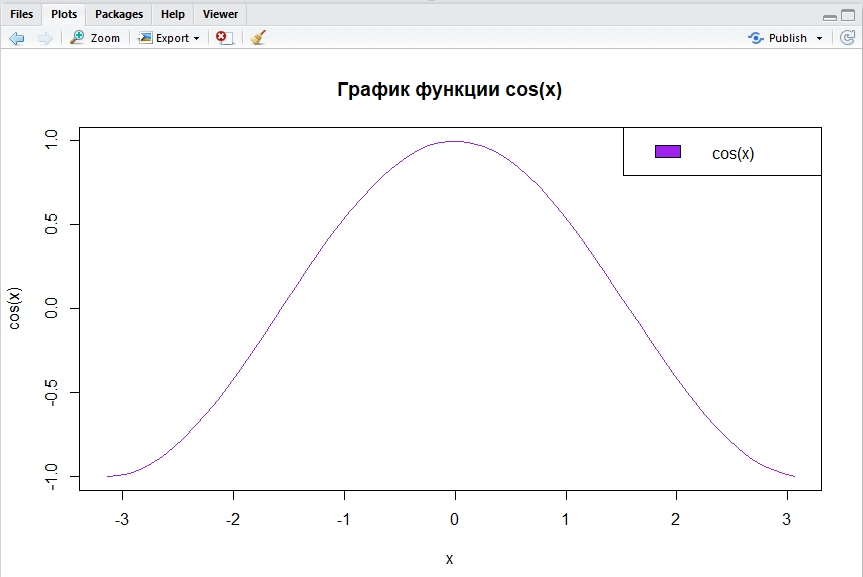 Files Plots Packages Help Viewer
Zoom Export Publish
График функции cos(x)
cos(x)
1.0
0.5
0.0
-0.5
-1.0
cos(x)
-3 -2 -1 0 1 2 3
x